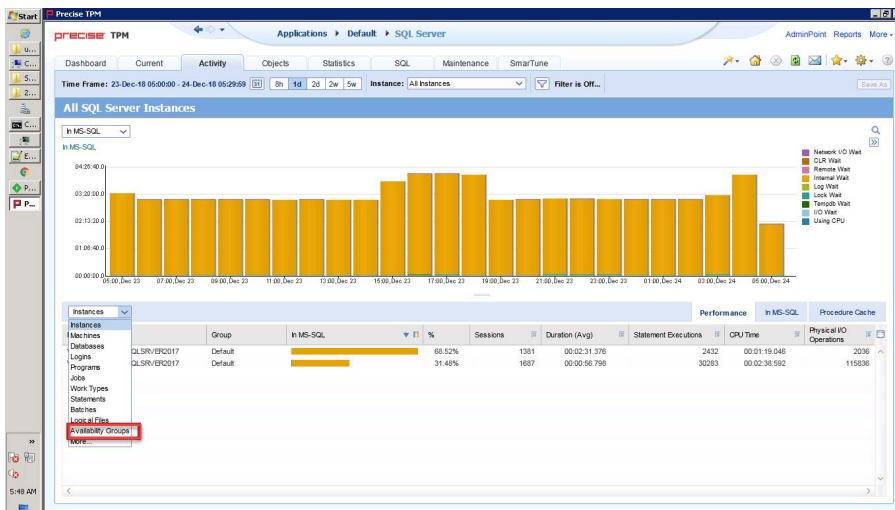 Start
Precise TPM
u...
C...
S...
2...
C...
E...
P...
P...
»
5:48 AM
precise TPM
Applications ▸ Default ▸ SQL Server
AdminPoint Reports More
Dashboard Current Activity Objects Statistics SQL Maintenance SmarTune
Time Frame: 23-Dec-18 05:00:00 - 24-Dec-18 05:29:59 8h 1d 2d 2w 5w Instance: All Instances Filter is Off... Save As
All SQL Server Instances
In MS-SQL
In MS-SQL
04:26:40.0
03:20:00.0
02:13:20.0
01:06:40.0
00:00:00.0
05:00,Dec 23 07:00,Dec 23 09:00,Dec 23 11:00,Dec 23 13:00,Dec 23 15:00,Dec 23 17:00,Dec 23 19:00,Dec 23 21:00,Dec 23 23:00,Dec 23 01:00,Dec 24 03:00,Dec 24 05:00,Dec 24
Network I/O Wait
CLR Wait
Remote Wait
Internal Wait
Log Wait
Lock Wait
Tempdb Wait
I/O Wait
Using CPU
Instances
Performance In MS-SQL Procedure Cache
Group In MS-SQL % Sessions Duration (Avg) Statement Executions CPU Time Physical I/O Operations
QLSRVER2017 Default 68.52% 1381 00:02:31.376 2432 00:01:19.046 2036
QLSRVER2017 Default 31.48% 1687 00:00:56.798 30283 00:02:38.592 115836
Instances
Machines
Databases
Logins
Programs
Jobs
Work Types
Statements
Batches
Logical Files
Availability Groups
More...